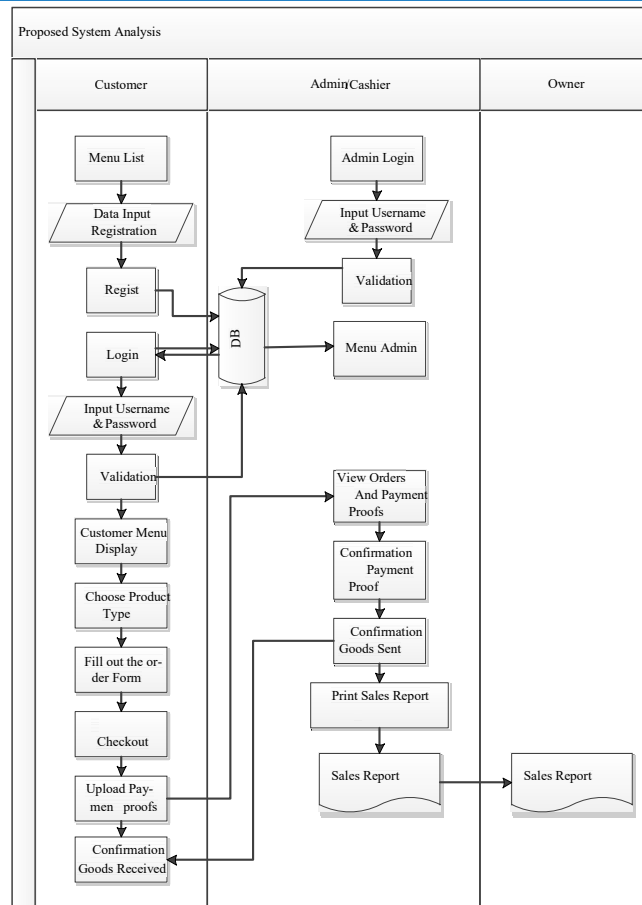 Proposed System Analysis
Customer
Admin/Cashier
Owner
Menu List
Data Input
Registration
Regist
Login
Input Username
& Password
Validation
Customer Menu
Display
Choose Product
Type
Fill out the or-
der Form
Checkout
Upload Pay-
men proofs
Confirmation
Goods Received
Admin Login
Input Username
& Password
Validation
DB
Menu Admin
View Orders
And Payment
Proofs
Confirmation
Payment
Proof
Confirmation
Goods Sent
Print Sales Report
Sales Report
Sales Report